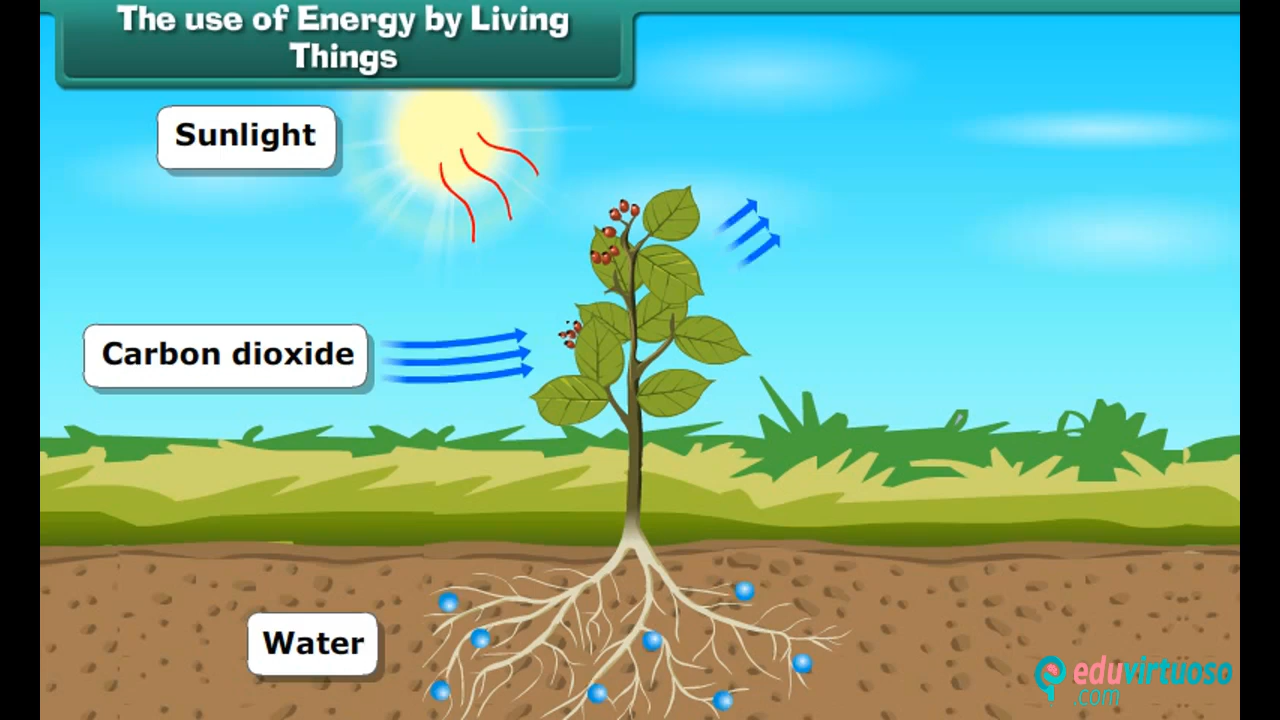 The use of Energy by Living
Things
Sunlight
Carbon dioxide
Water
eduvirtuoso
.com